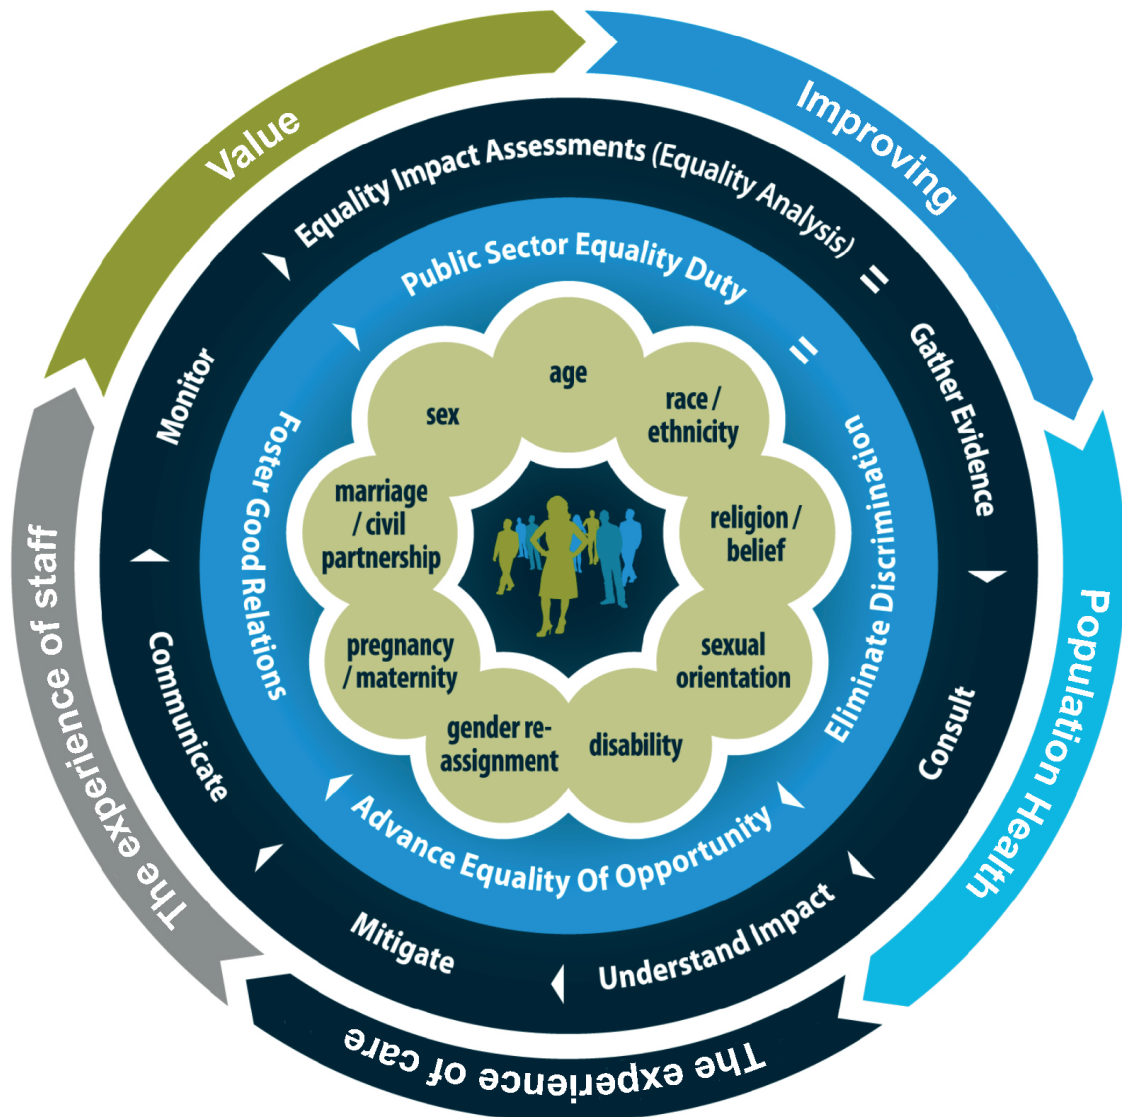 Improving
Population Health
The experience of care
The experience of staff
Value
Equality Impact Assessments (Equality Analysis) =
Gather Evidence
Consult
Understand Impact
Mitigate
Communicate
Monitor
Public Sector Equality Duty =
Eliminate Discrimination
Advance Equality Of Opportunity
Foster Good Relations
age
race /
ethnicity
religion /
belief
sexual
orientation
disability
gender re-
assignment
pregnancy
/ maternity
marriage
/ civil
partnership
sex